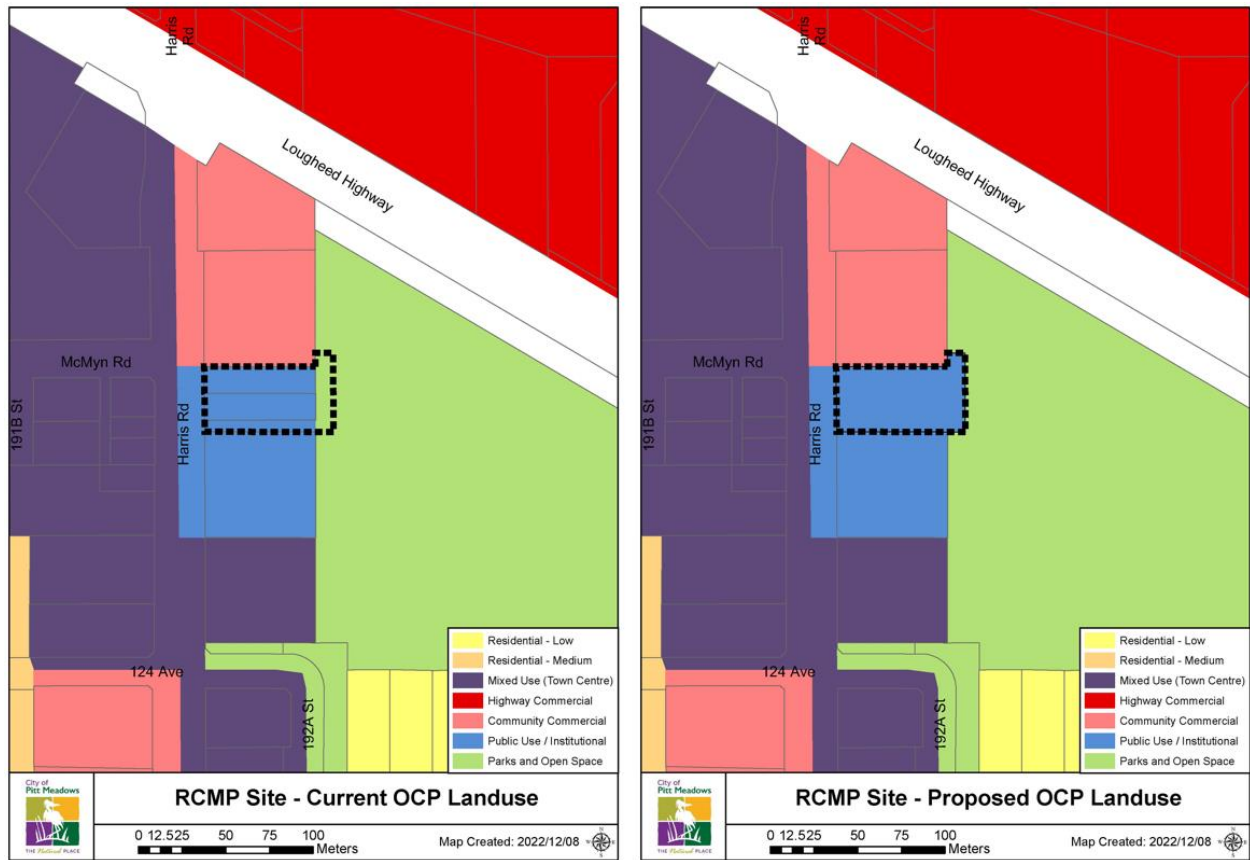 Harris
Rd
Lougheed Highway
McMyn Rd
191B St
Harris Rd
124 Ave
192A St
Residential - Low
Residential - Medium
Mixed Use (Town Centre)
Highway Commercial
Community Commercial
Public Use / Institutional
Parks and Open Space
City of
Pitt Meadows
THE Natural PLACE
RCMP Site - Current OCP Landuse
0 12.525 50 75 100
Meters
Map Created: 2022/12/08
Harris
Rd
Lougheed Highway
McMyn Rd
191B St
Harris Rd
124 Ave
192A St
Residential - Low
Residential - Medium
Mixed Use (Town Centre)
Highway Commercial
Community Commercial
Public Use / Institutional
Parks and Open Space
City of
Pitt Meadows
THE Natural PLACE
RCMP Site - Proposed OCP Landuse
0 12.525 50 75 100
Meters
Map Created: 2022/12/08